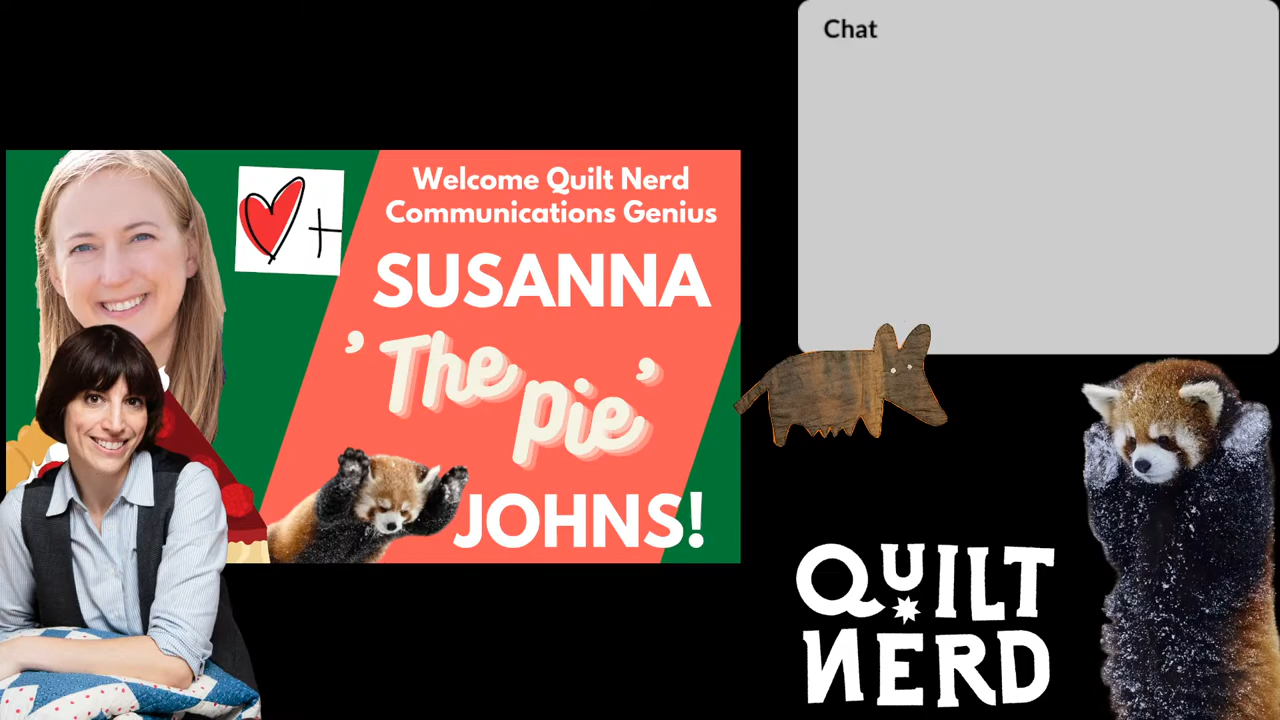 Chat
Welcome Quilt Nerd
Communications Genius
SUSANNA
'The
pie'
JOHNS!
QUILT
NERD